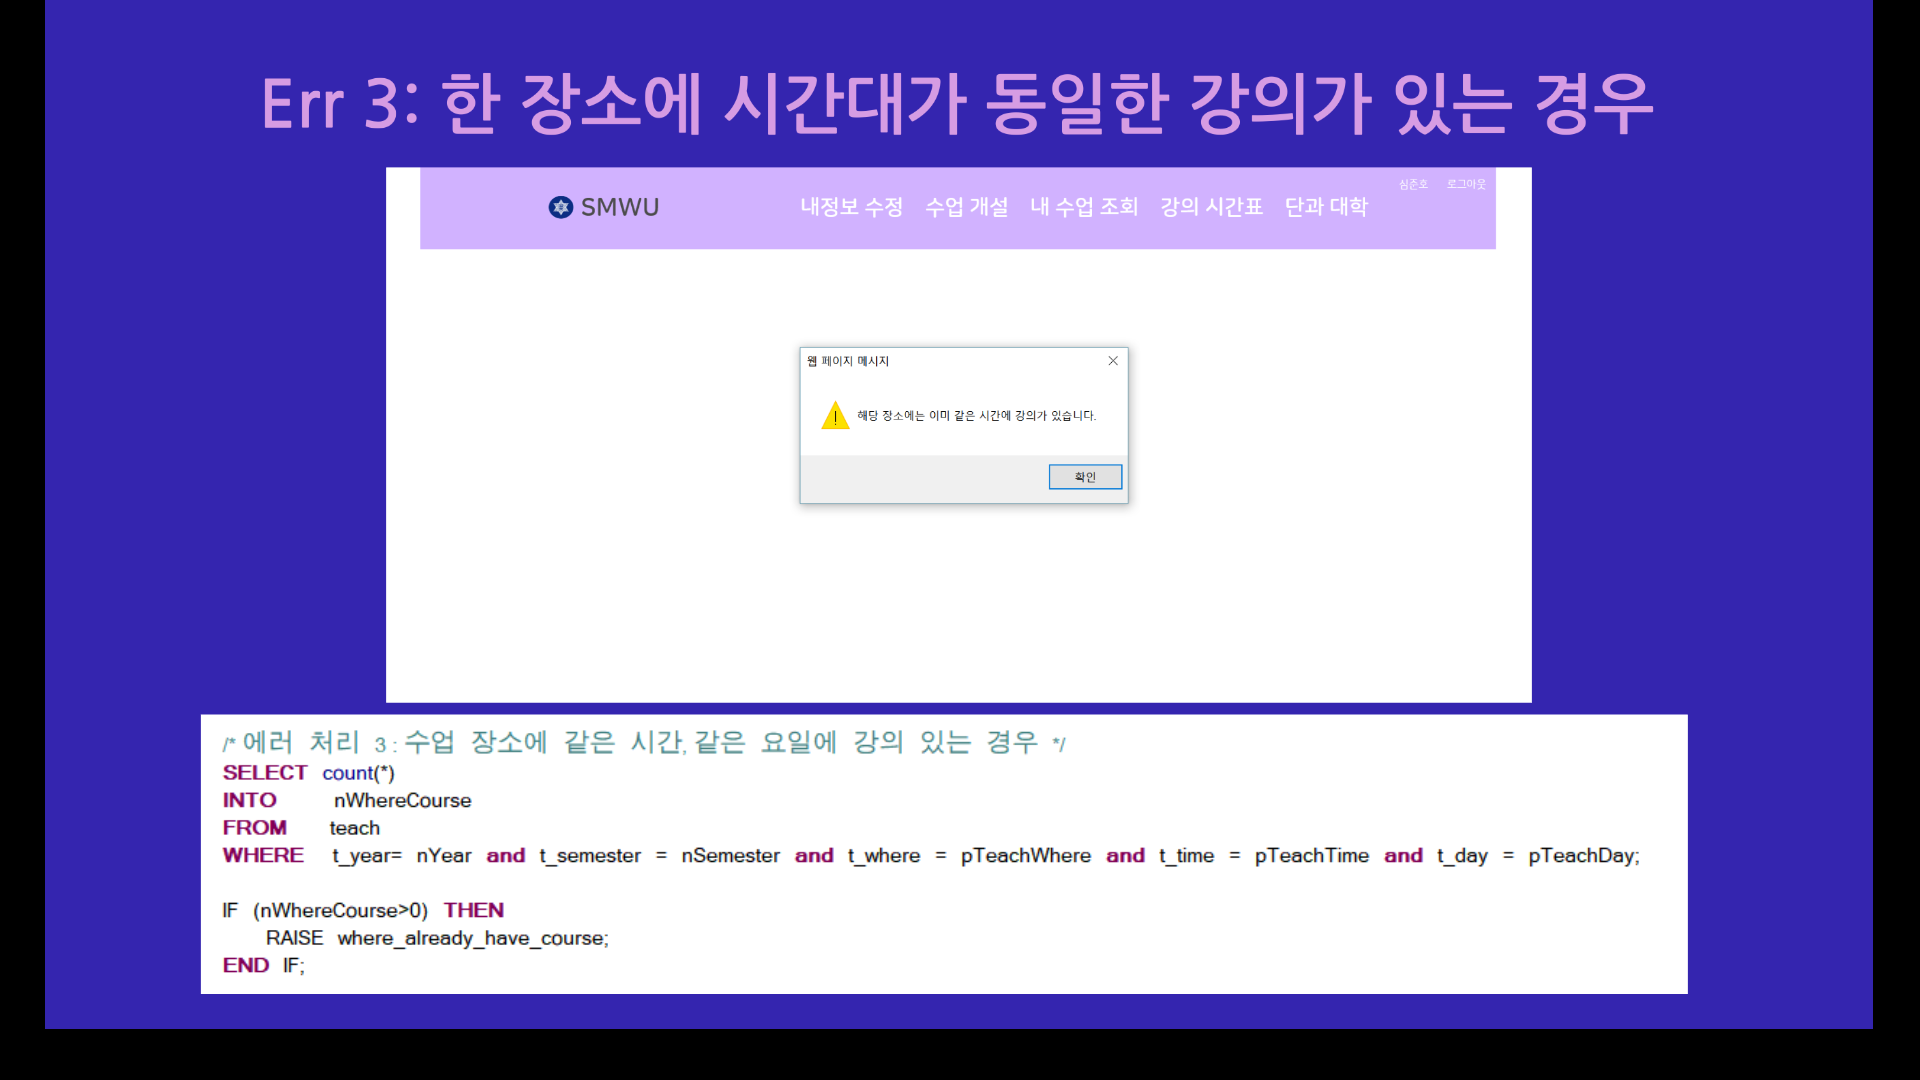 Err 3: 한 장소에 시간대가 동일한 강의가 있는 경우
심준호 로그아웃
SMWU 내정보 수정 수업 개설 내 수업 조회 강의 시간표 단과 대학
웹 페이지 메시지
해당 장소에는 이미 같은 시간에 강의가 있습니다.
확인
/* 에러 처리 3 : 수업 장소에 같은 시간, 같은 요일에 강의 있는 경우 */
SELECT count(*)
INTO nWhereCourse
FROM teach
WHERE t_year= nYear and t_semester = nSemester and t_where = pTeachWhere and t_time = pTeachTime and t_day = pTeachDay;
IF (nWhereCourse>0) THEN
RAISE where_already_have_course;
END IF;